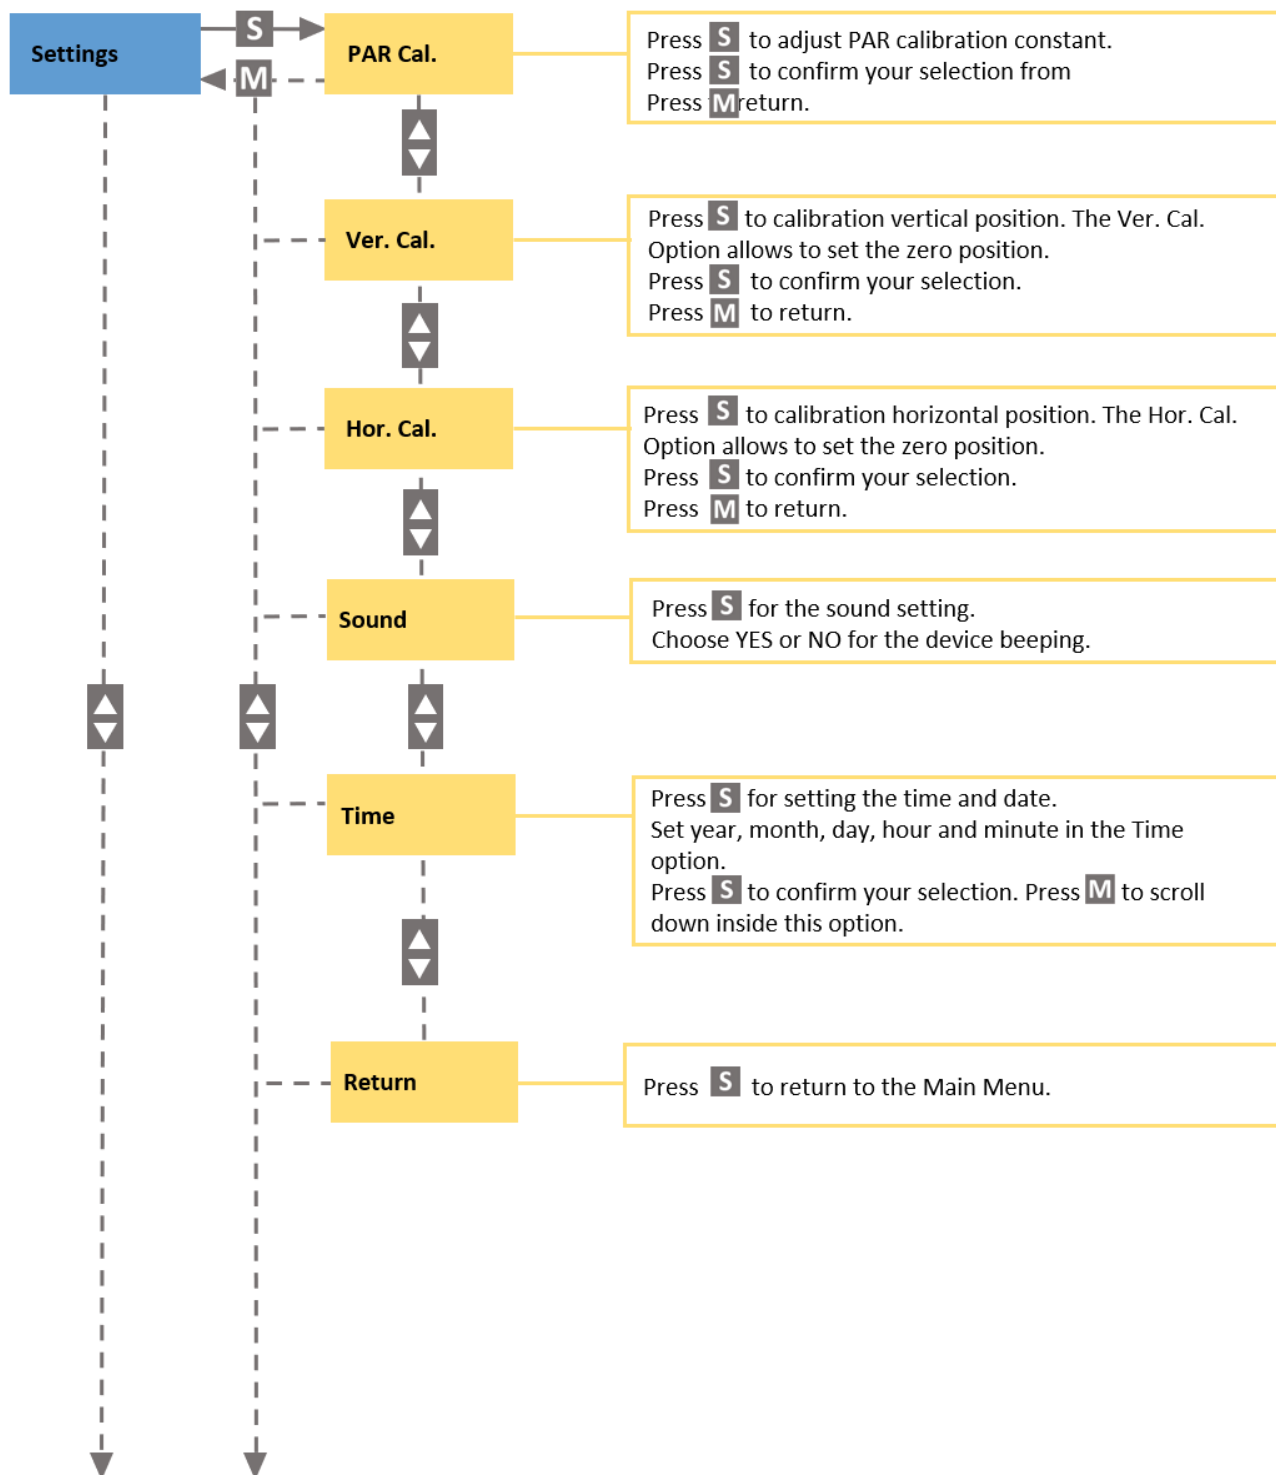 Settings
S
M
PAR Cal.
Press S to adjust PAR calibration constant.
Press S to confirm your selection from
Press M return.
Ver. Cal.
Press S to calibration vertical position. The Ver. Cal.
Option allows to set the zero position.
Press S to confirm your selection.
Press M to return.
Hor. Cal.
Press S to calibration horizontal position. The Hor. Cal.
Option allows to set the zero position.
Press S to confirm your selection.
Press M to return.
Sound
Press S for the sound setting.
Choose YES or NO for the device beeping.
Time
Press S for setting the time and date.
Set year, month, day, hour and minute in the Time
option.
Press S to confirm your selection. Press M to scroll
down inside this option.
Return
Press S to return to the Main Menu.